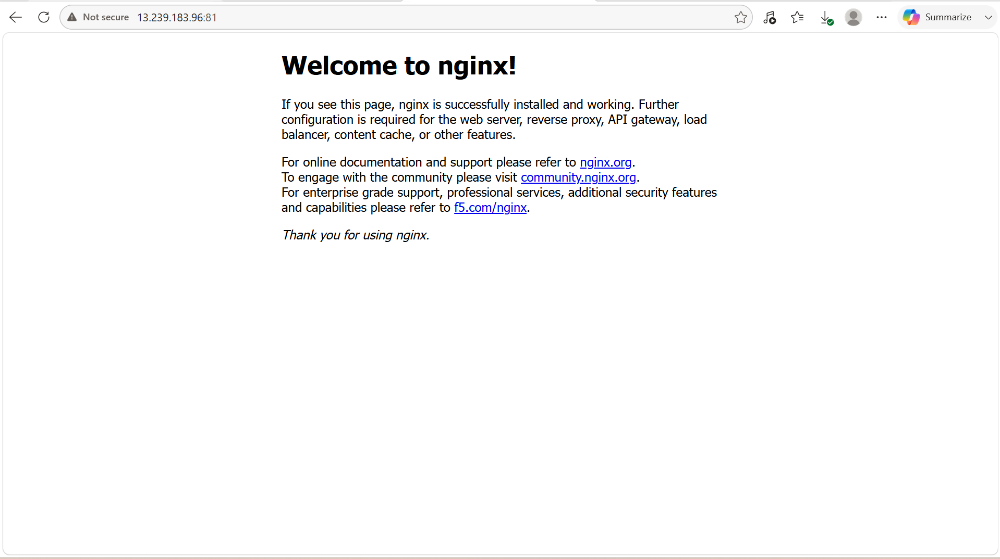 Not secure 13.239.183.96:81 Summarize
Welcome to nginx!
If you see this page, nginx is successfully installed and working. Further
configuration is required for the web server, reverse proxy, API gateway, load
balancer, content cache, or other features.
For online documentation and support please refer to nginx.org.
To engage with the community please visit community.nginx.org.
For enterprise grade support, professional services, additional security features
and capabilities please refer to f5.com/nginx.
Thank you for using nginx.